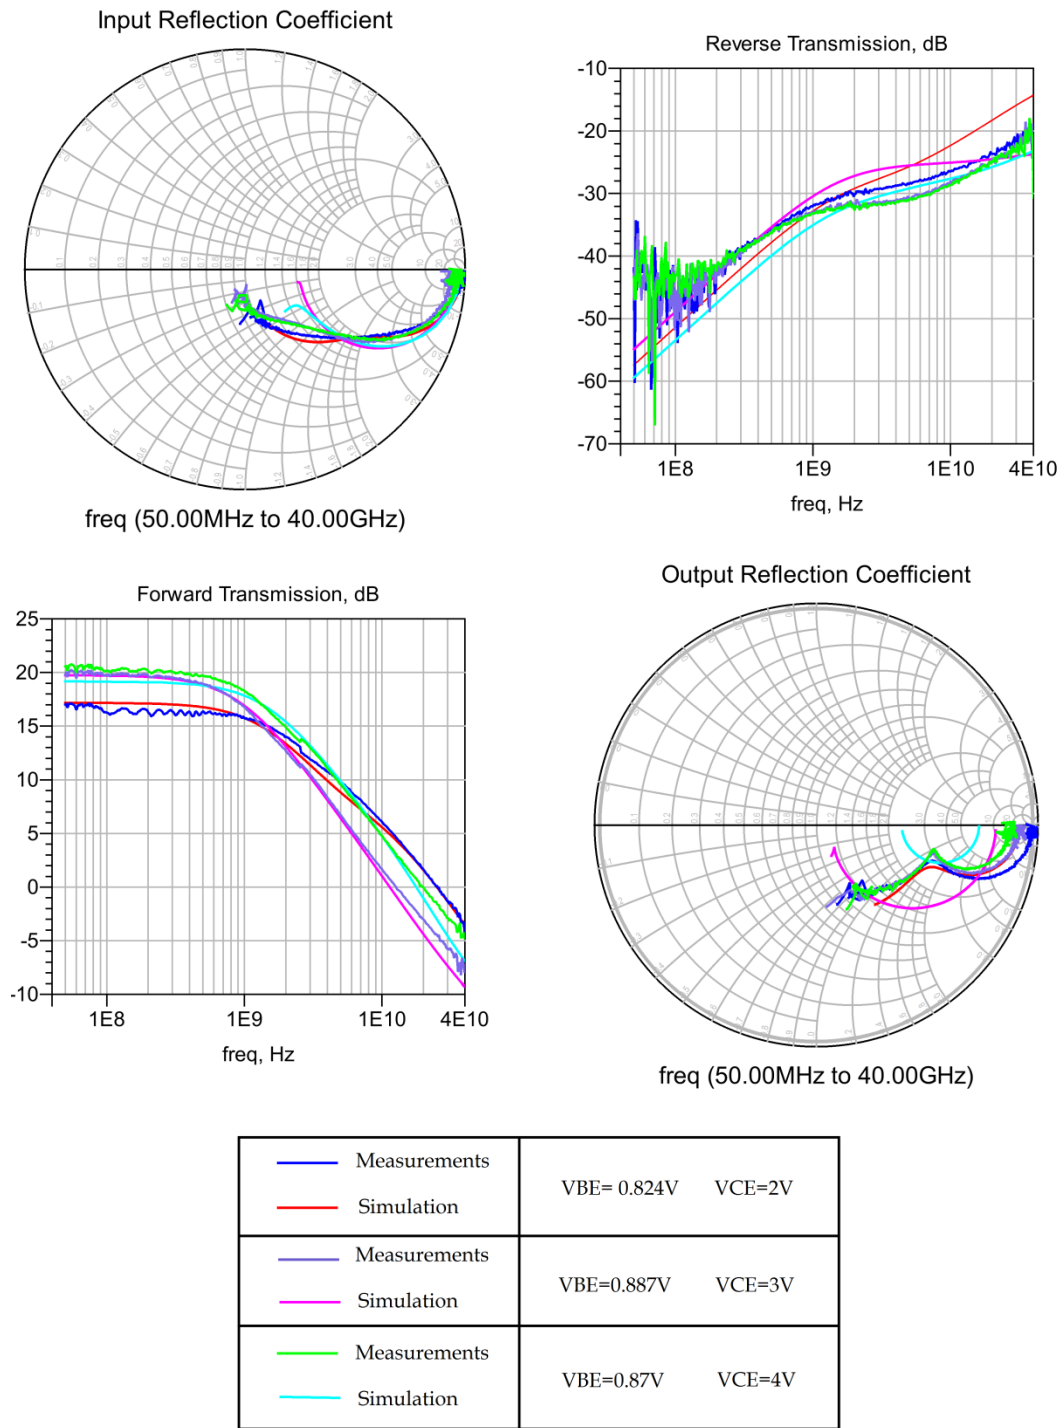 Input Reflection Coefficient
freq (50.00MHz to 40.00GHz)
Reverse Transmission, dB
-10
-20
-30
-40
-50
-60
-70
1E8
1E9
1E10
4E10
freq, Hz
Forward Transmission, dB
25
20
15
10
5
0
-5
-10
1E8
1E9
1E10
4E10
freq, Hz
Output Reflection Coefficient
freq (50.00MHz to 40.00GHz)
Measurements
Simulation
VBE= 0.824V VCE=2V
Measurements
Simulation
VBE=0.887V VCE=3V
Measurements
Simulation
VBE=0.87V VCE=4V